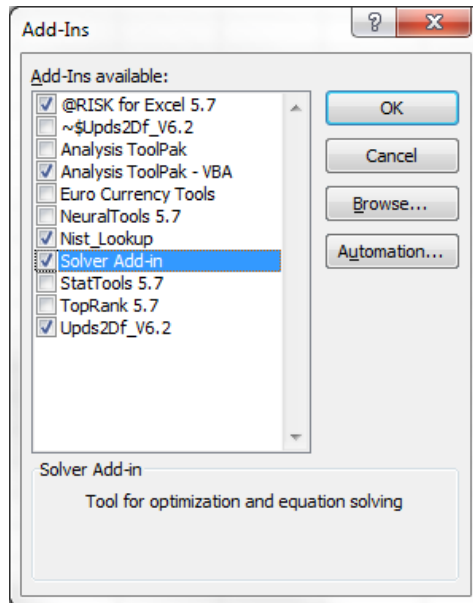 Add-Ins
Add-Ins available:
@RISK for Excel 5.7
~$Upds2Df_V6.2
Analysis ToolPak
Analysis ToolPak - VBA
Euro Currency Tools
NeuralTools 5.7
Nist_Lookup
Solver Add-in
StatTools 5.7
TopRank 5.7
Upds2Df_V6.2
OK
Cancel
Browse...
Automation...
Solver Add-in
Tool for optimization and equation solving